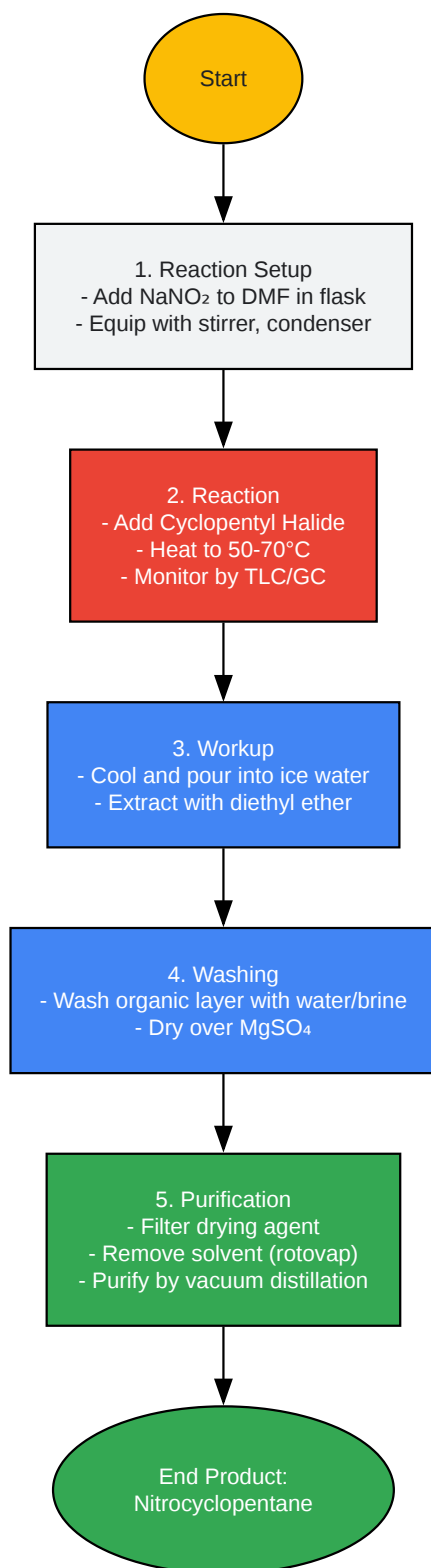 Start
1. Reaction Setup
- Add NaNO₂ to DMF in flask
- Equip with stirrer, condenser
2. Reaction
- Add Cyclopentyl Halide
- Heat to 50-70°C
- Monitor by TLC/GC
3. Workup
- Cool and pour into ice water
- Extract with diethyl ether
4. Washing
- Wash organic layer with water/brine
- Dry over MgSO₄
5. Purification
- Filter drying agent
- Remove solvent (rotovap)
- Purify by vacuum distillation
End Product:
Nitrocyclopentane